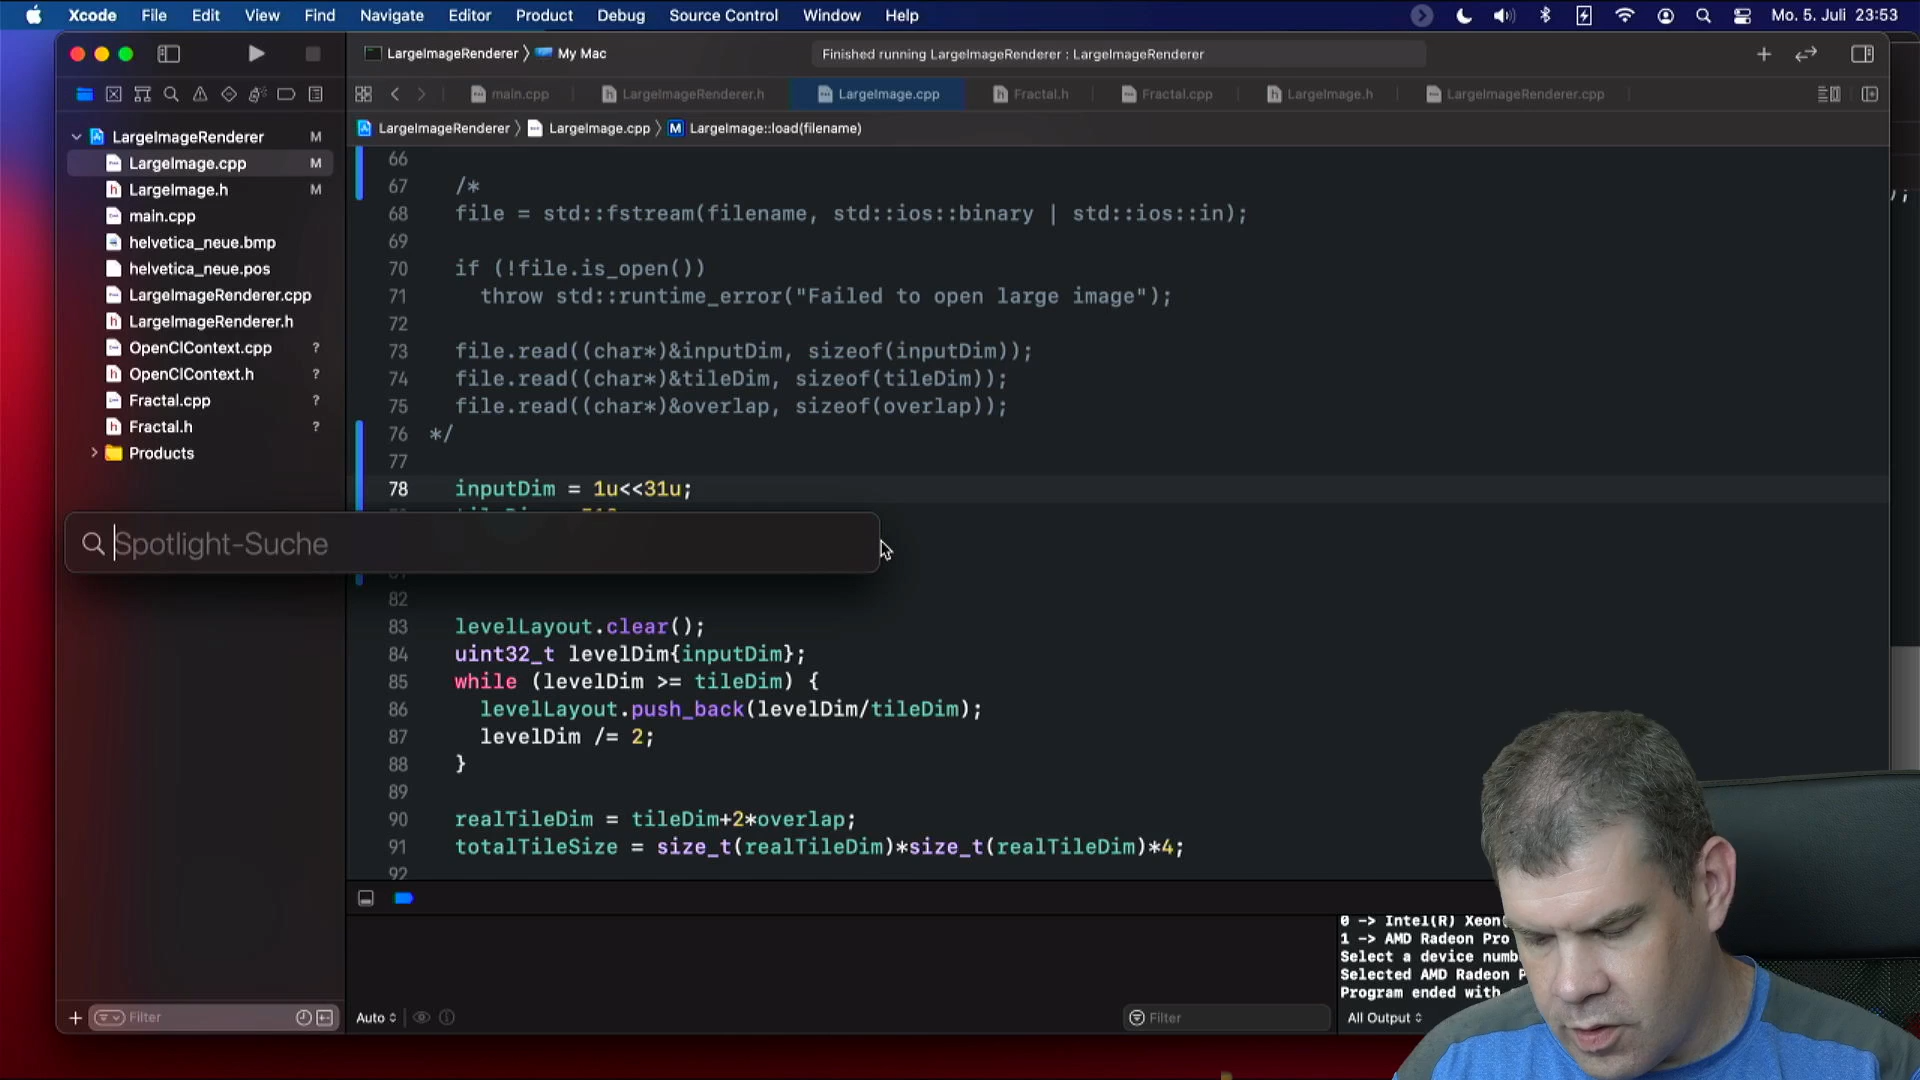 Xcode File Edit View Find Navigate Editor Product Debug Source Control Window Help Mo. 5. Juli 23:53
LargeImageRenderer My Mac Finished running LargeImageRenderer : LargeImageRenderer
main.cpp LargeImageRenderer.h LargeImage.cpp Fractal.h Fractal.cpp LargeImage.h LargeImageRenderer.cpp
LargeImageRenderer LargeImage.cpp M LargeImage::load(filename)
LargeImageRenderer M
LargeImage.cpp M
LargeImage.h M
main.cpp
helvetica_neue.bmp
helvetica_neue.pos
LargeImageRenderer.cpp
LargeImageRenderer.h
OpenClContext.cpp ?
OpenClContext.h ?
Fractal.cpp ?
Fractal.h ?
Products
66
67 /*
68 file = std::fstream(filename, std::ios::binary | std::ios::in);
69
70 if (!file.is_open())
71 throw std::runtime_error("Failed to open large image");
72
73 file.read((char*)&inputDim, sizeof(inputDim));
74 file.read((char*)&tileDim, sizeof(tileDim));
75 file.read((char*)&overlap, sizeof(overlap));
76 */
77
78 inputDim = 1u<<31u;
Spotlight-Suche
82
83 levelLayout.clear();
84 uint32_t levelDim{inputDim};
85 while (levelDim >= tileDim) {
86 levelLayout.push_back(levelDim/tileDim);
87 levelDim /= 2;
88 }
89
90 realTileDim = tileDim+2*overlap;
91 totalTileSize = size_t(realTileDim)*size_t(realTileDim)*4;
92
0 -> Intel(R) Xeon(
1 -> AMD Radeon Pro
Select a device numb
Selected AMD Radeon P
Program ended with
Filter
Auto
Filter
All Output